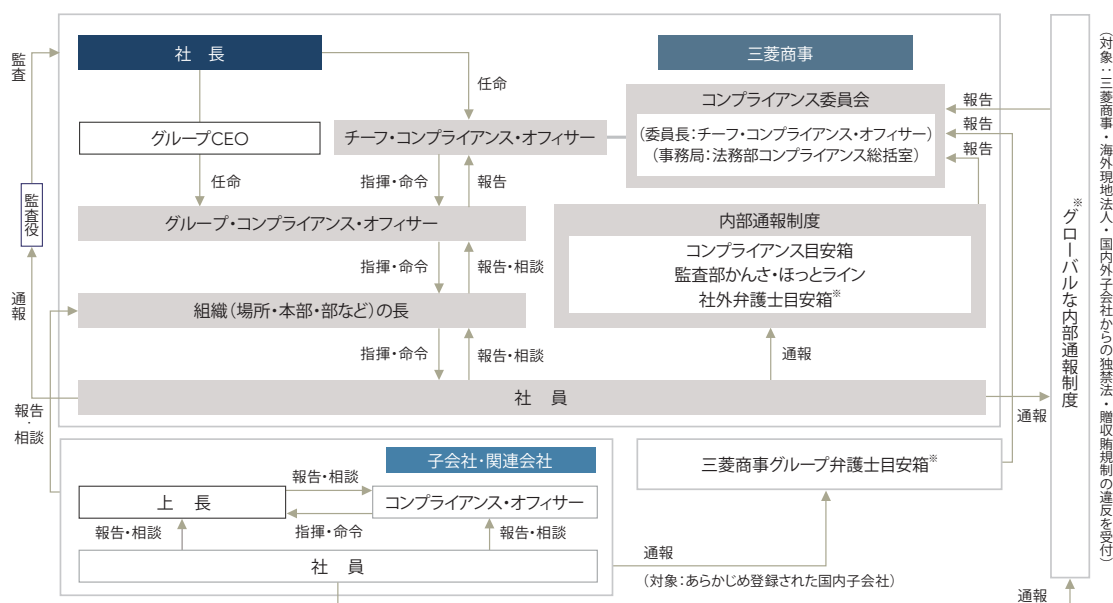 社 長
三菱商事
監査
任命
コンプライアンス委員会
(委員長:チーフ・コンプライアンス・オフィサー)
(事務局:法務部コンプライアンス総括室)
報告
報告
報告
グループCEO
チーフ・コンプライアンス・オフィサー
任命
指揮・命令
報告
監査役
グループ・コンプライアンス・オフィサー
内部通報制度
コンプライアンス目安箱
監査部かんさ・ほっとライン
社外弁護士目安箱※
指揮・命令
報告・相談
通報
組織(場所・本部・部など)の長
指揮・命令
報告・相談
通報
社 員
通報
報告・
相談
※グローバルな内部通報制度
(対象:三菱商事・海外現地法人・国内外子会社からの独禁法・贈収賄規制の違反を受付)
子会社・関連会社
三菱商事グループ弁護士目安箱※
上 長
報告・相談
コンプライアンス・オフィサー
指揮・命令
報告・相談
報告・相談
社 員
通報
(対象:あらかじめ登録された国内子会社)
通報